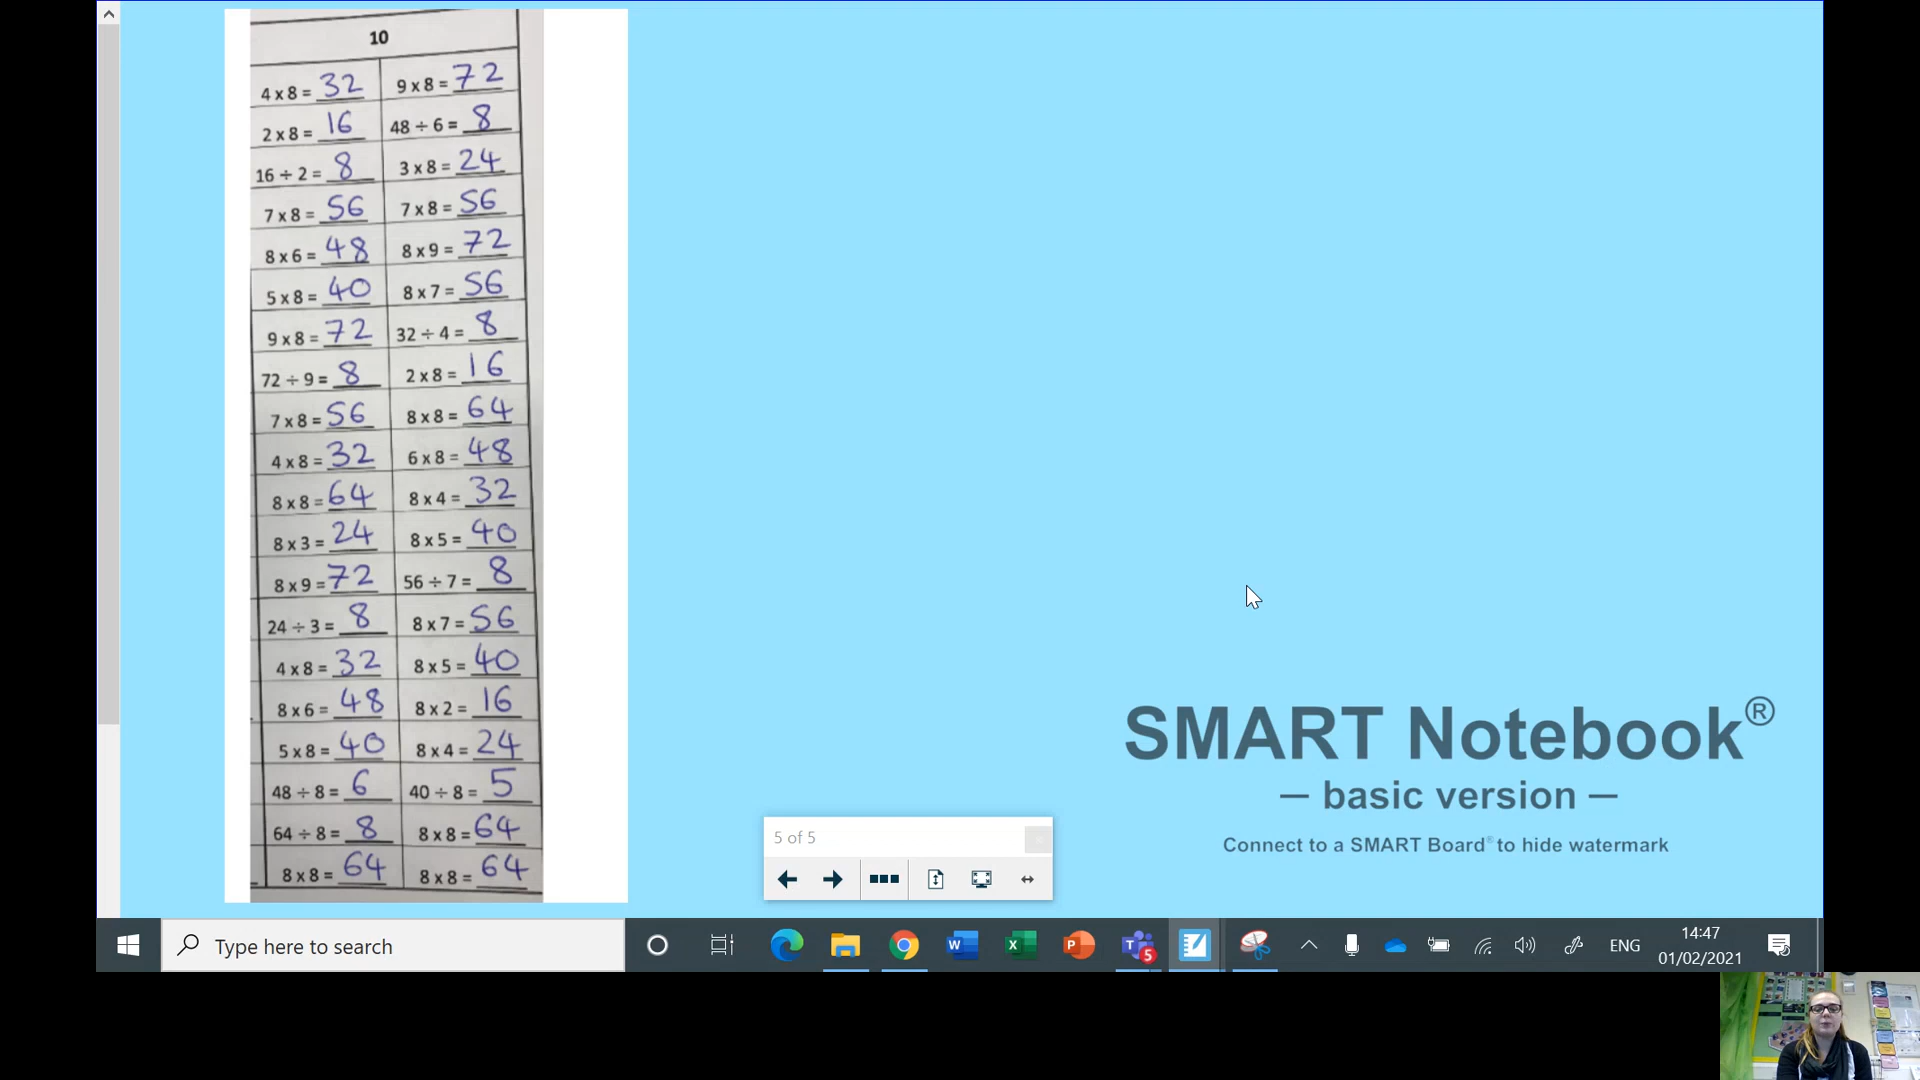 10
4 x 8 = 32 9 x 8 = 72
2 x 8 = 16 48 ÷ 6 = 8
16 ÷ 2 = 8 3 x 8 = 24
7 x 8 = 56 7 x 8 = 56
8 x 6 = 48 8 x 9 = 72
5 x 8 = 40 8 x 7 = 56
9 x 8 = 72 32 ÷ 4 = 8
72 ÷ 9 = 8 2 x 8 = 16
7 x 8 = 56 8 x 8 = 64
4 x 8 = 32 6 x 8 = 48
8 x 8 = 64 8 x 4 = 32
8 x 3 = 24 8 x 5 = 40
8 x 9 = 72 56 ÷ 7 = 8
24 ÷ 3 = 8 8 x 7 = 56
4 x 8 = 32 8 x 5 = 40
8 x 6 = 48 8 x 2 = 16
5 x 8 = 40 8 x 4 = 24
48 ÷ 8 = 6 40 ÷ 8 = 5
64 ÷ 8 = 8 8 x 8 = 64
8 x 8 = 64 8 x 8 = 64
SMART Notebook®
— basic version —
Connect to a SMART Board® to hide watermark
5 of 5
Type here to search
5
ENG
14:47
01/02/2021